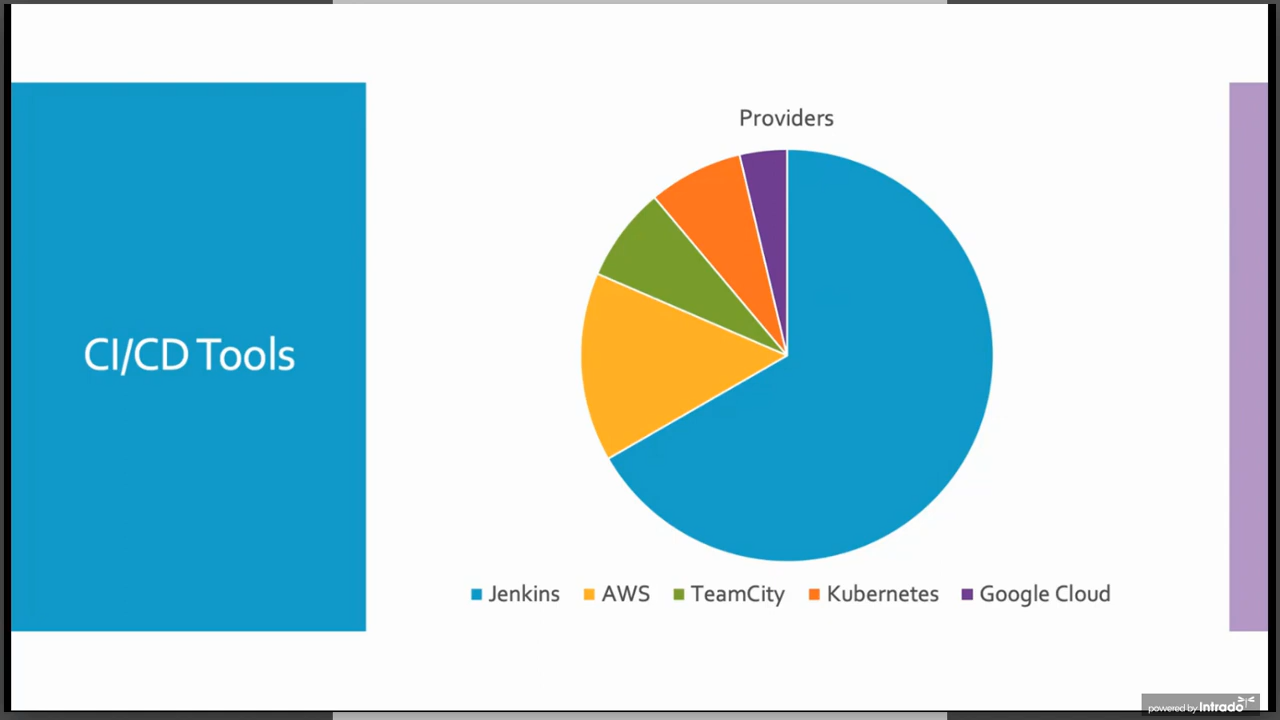 CI/CD Tools
Providers
Jenkins AWS TeamCity Kubernetes Google Cloud
powered by Intrado